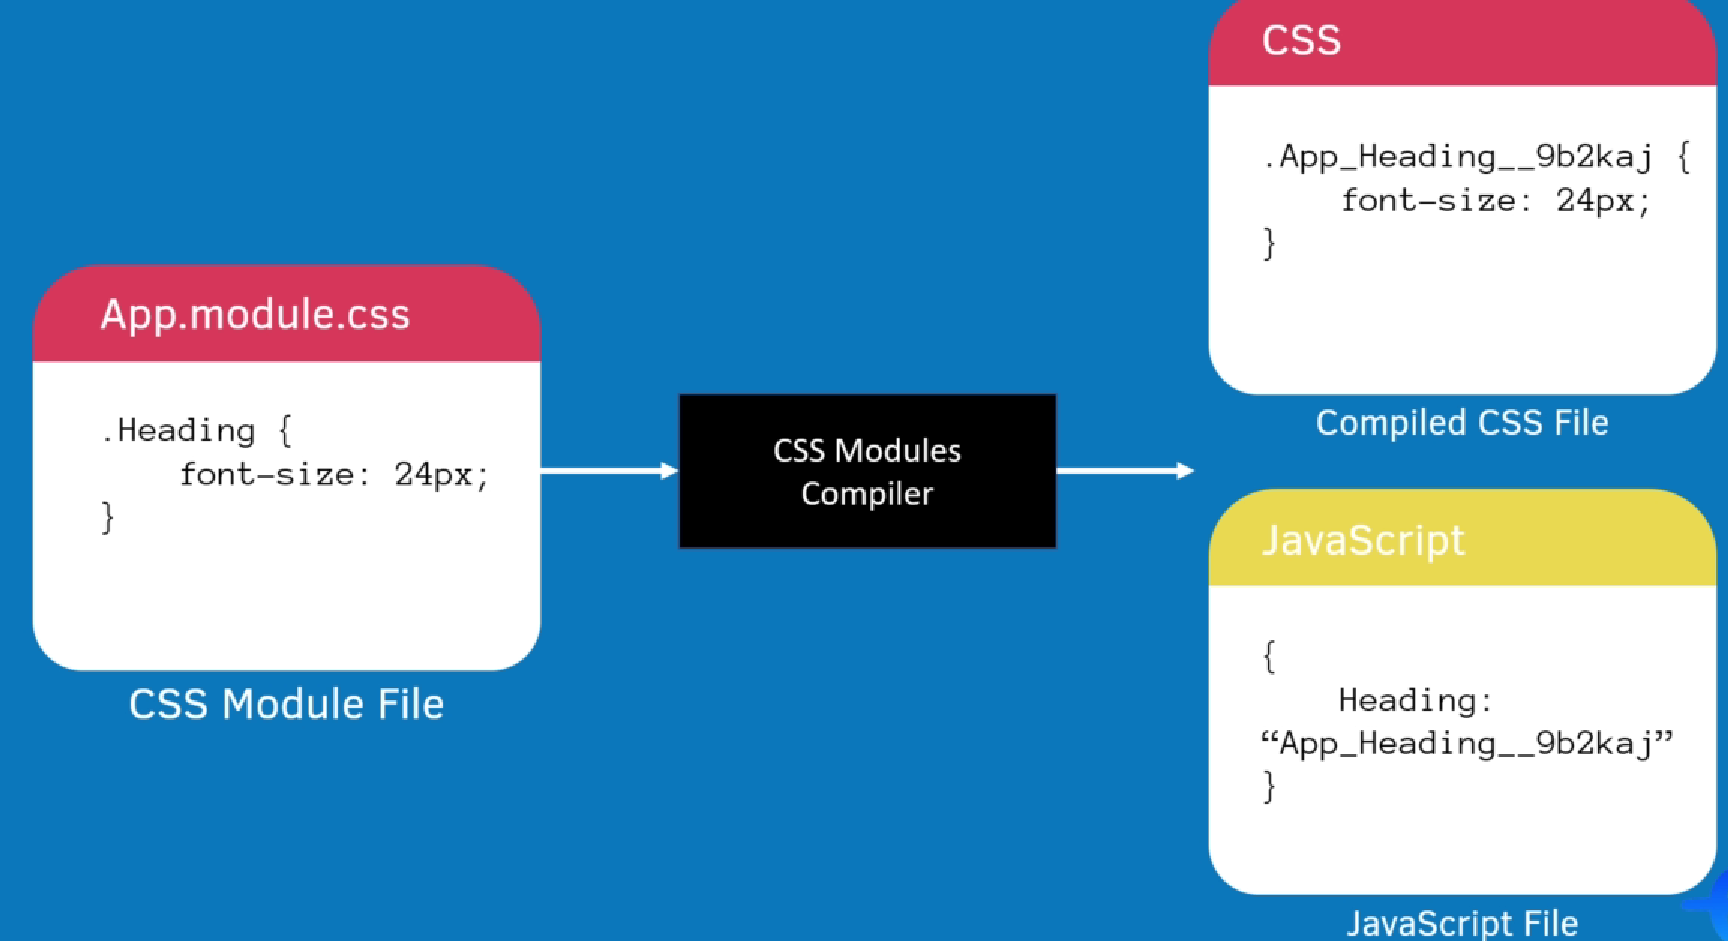 App.module.css
.Heading {
font-size: 24px;
}
CSS Module File
CSS Modules
Compiler
CSS
.App_Heading__9b2kaj {
font-size: 24px;
}
Compiled CSS File
JavaScript
{
Heading:
“App_Heading__9b2kaj”
}
JavaScript File